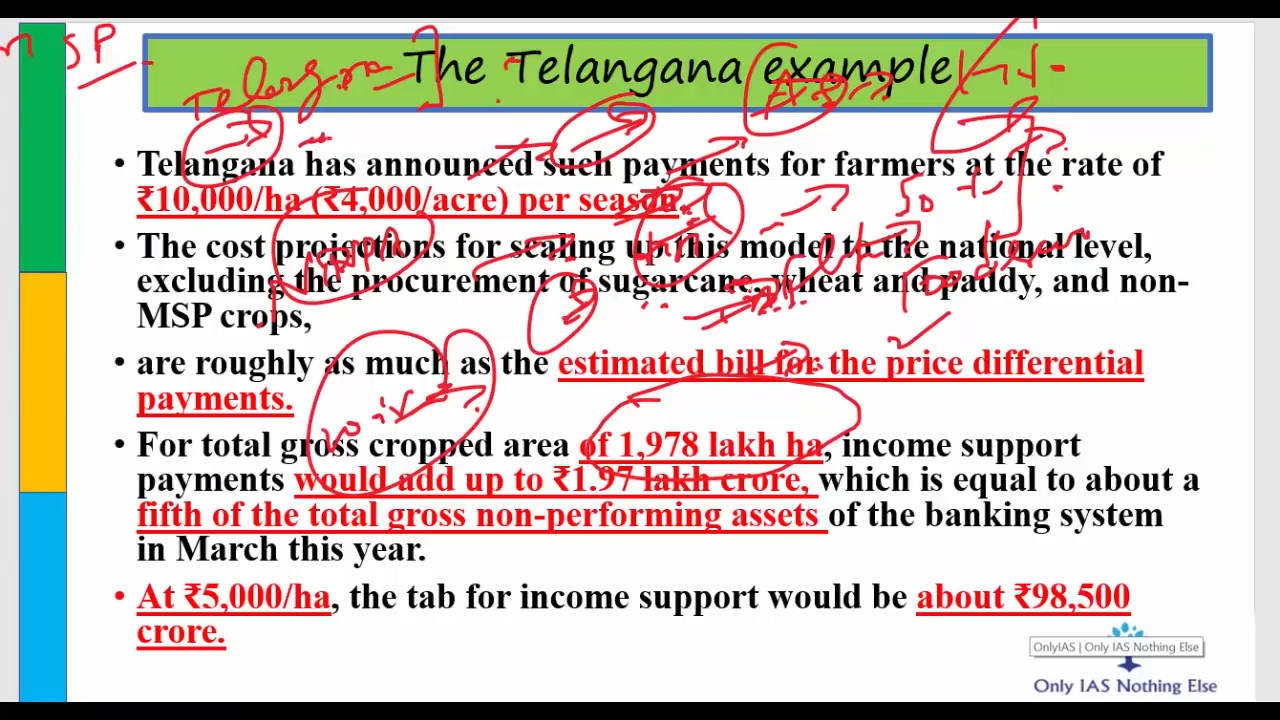 MSP
The Telangana example
Telangana
• Telangana has announced such payments for farmers at the rate of
₹10,000/ha (₹4,000/acre) per season.
• The cost projections for scaling up this model to the national level,
excluding the procurement of sugarcane, wheat and paddy, and non-
MSP crops,
• are roughly as much as the estimated bill for the price differential
payments.
• For total gross cropped area of 1,978 lakh ha, income support
payments would add up to ₹1.97 lakh crore, which is equal to about a
fifth of the total gross non-performing assets of the banking system
in March this year.
• At ₹5,000/ha, the tab for income support would be about ₹98,500
crore.
OnlyIAS | Only IAS Nothing Else
Only IAS Nothing Else